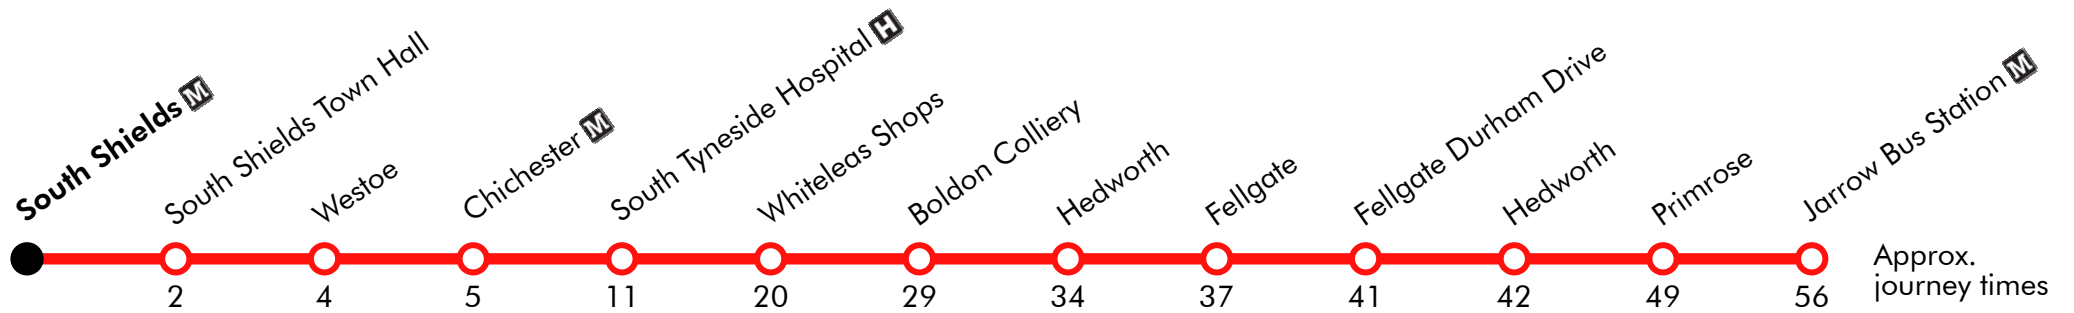 South Shields M
South Shields Town Hall
Westoe
Chichester M
South Tyneside Hospital H
Whiteleas Shops
Boldon Colliery
Hedworth
Fellgate
Fellgate Durham Drive
Hedworth
Primrose
Jarrow Bus Station M
2 4 5 11 20 29 34 37 41 42 49 56
Approx.
journey times